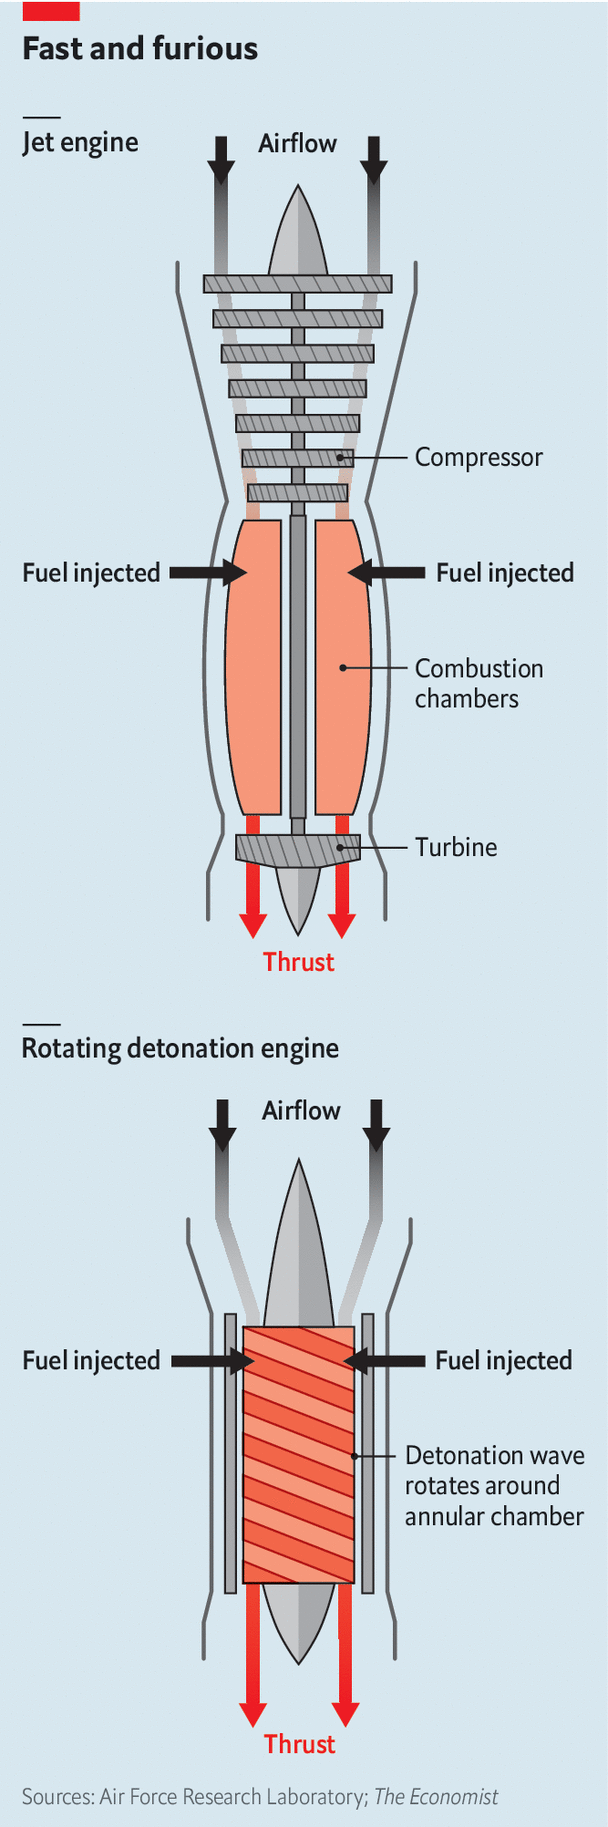 Fast and furious
Jet engine
Airflow
Compressor
Fuel injected
Fuel injected
Combustion
chambers
Turbine
Thrust
Rotating detonation engine
Airflow
Fuel injected
Fuel injected
Detonation wave
rotates around
annular chamber
Thrust
Sources: Air Force Research Laboratory; The Economist